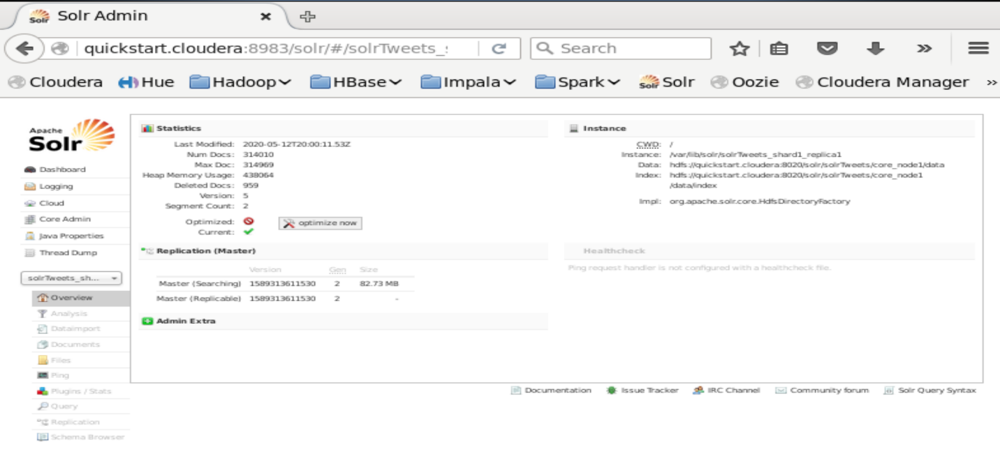 Solr Solr Admin
quickstart.cloudera:8983/solr/#/solrTweets_
Search
Cloudera Hue Hadoop HBase Impala Spark Solr Solr Oozie Cloudera Manager
Apache
Solr
Dashboard
Logging
Cloud
Core Admin
Java Properties
Thread Dump
solrTweets_sh...
Overview
Analysis
Dataimport
Documents
Files
Ping
Plugins / Stats
Query
Replication
Schema Browser
Statistics
Last Modified: 2020-05-12T20:00:11.53Z
Num Docs: 314010
Max Doc: 314969
Heap Memory Usage: 438064
Deleted Docs: 959
Version: 5
Segment Count: 2
Optimized: optimize now
Current:
Replication (Master)
Version Gen Size
Master (Searching) 1589313611530 2 82.73 MB
Master (Replicable) 1589313611530 2 -
Admin Extra
Instance
CWD: /
Instance: /var/lib/solr/solrTweets_shard1_replica1
Data: hdfs://quickstart.cloudera:8020/solr/solrTweets/core_node1/data
Index: hdfs://quickstart.cloudera:8020/solr/solrTweets/core_node1
/data/index
Impl: org.apache.solr.core.HdfsDirectoryFactory
Healthcheck
Ping request handler is not configured with a healthcheck file.
Documentation Issue Tracker IRC Channel Community forum Solr Query Syntax